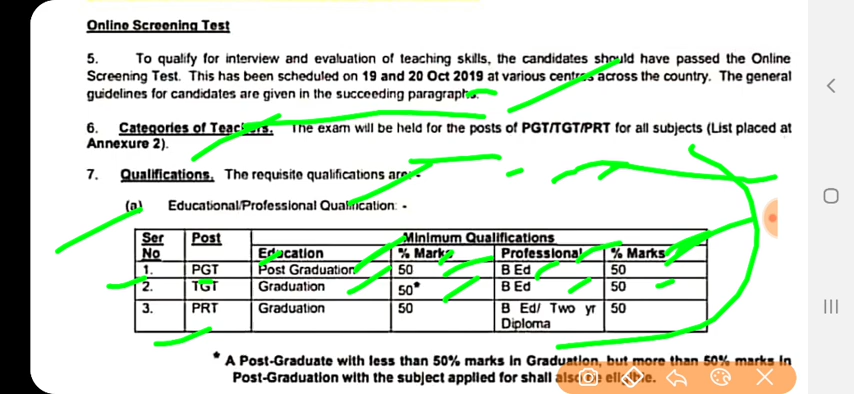 Online Screening Test
5. To qualify for interview and evaluation of teaching skills, the candidates should have passed the Online
Screening Test. This has been scheduled on 19 and 20 Oct 2019 at various centres across the country. The general
guidelines for candidates are given in the succeeding paragraphs.
6. Categories of Teachers. The exam will be held for the posts of PGT/TGT/PRT for all subjects (List placed at
Annexure 2).
7. Qualifications. The requisite qualifications are: -
(a) Educational/Professional Qualification: -
Ser No Post Minimum Qualifications
Education % Marks Professional % Marks
1. PGT Post Graduation 50 B Ed 50
2. TGT Graduation 50* B Ed 50
3. PRT Graduation 50 B Ed/ Two yr 50
Diploma
* A Post-Graduate with less than 50% marks in Graduation, but more than 50% marks in
Post-Graduation with the subject applied for shall also be eligible.